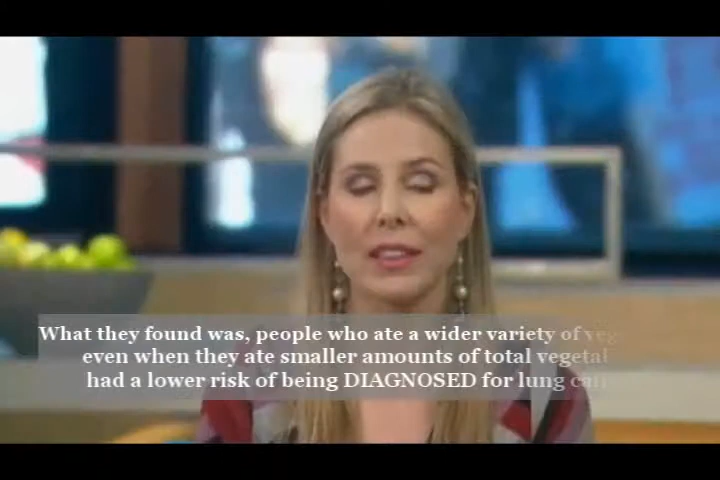 What they found was, people who ate a wider variety of
even when they ate smaller amounts of total
had a lower risk of being DIAGNOSED for lung